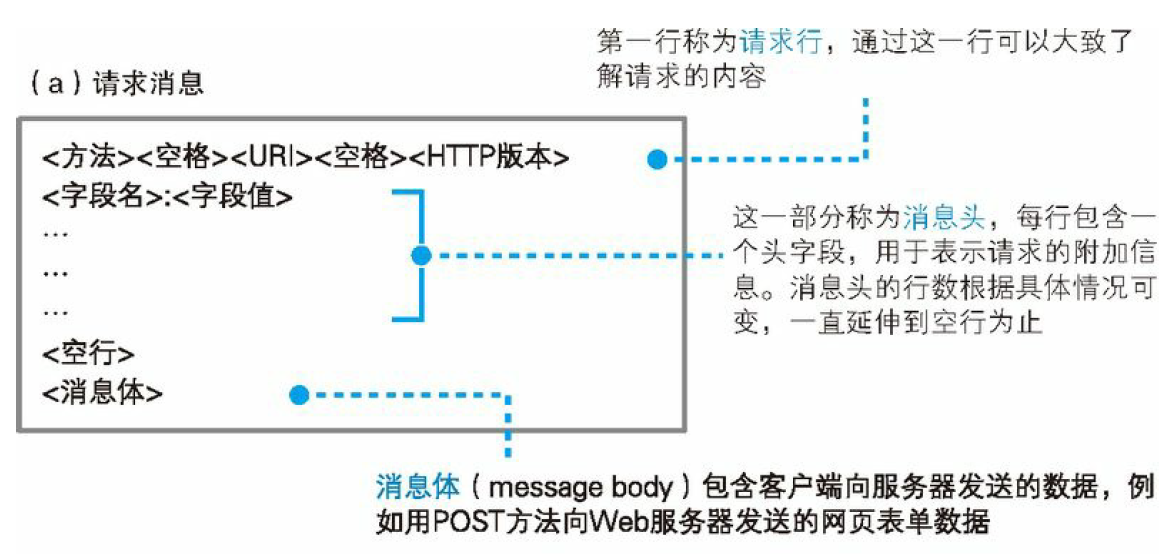 第一行称为请求行，通过这一行可以大致了
解请求的内容
（a）请求消息
<方法><空格><URI><空格><HTTP版本>
<字段名>:<字段值>
…
…
…
<空行>
<消息体>
这一部分称为消息头，每行包含一
个头字段，用于表示请求的附加信
息。消息头的行数根据具体情况可
变，一直延伸到空行为止
消息体（message body）包含客户端向服务器发送的数据，例
如用POST方法向Web服务器发送的网页表单数据